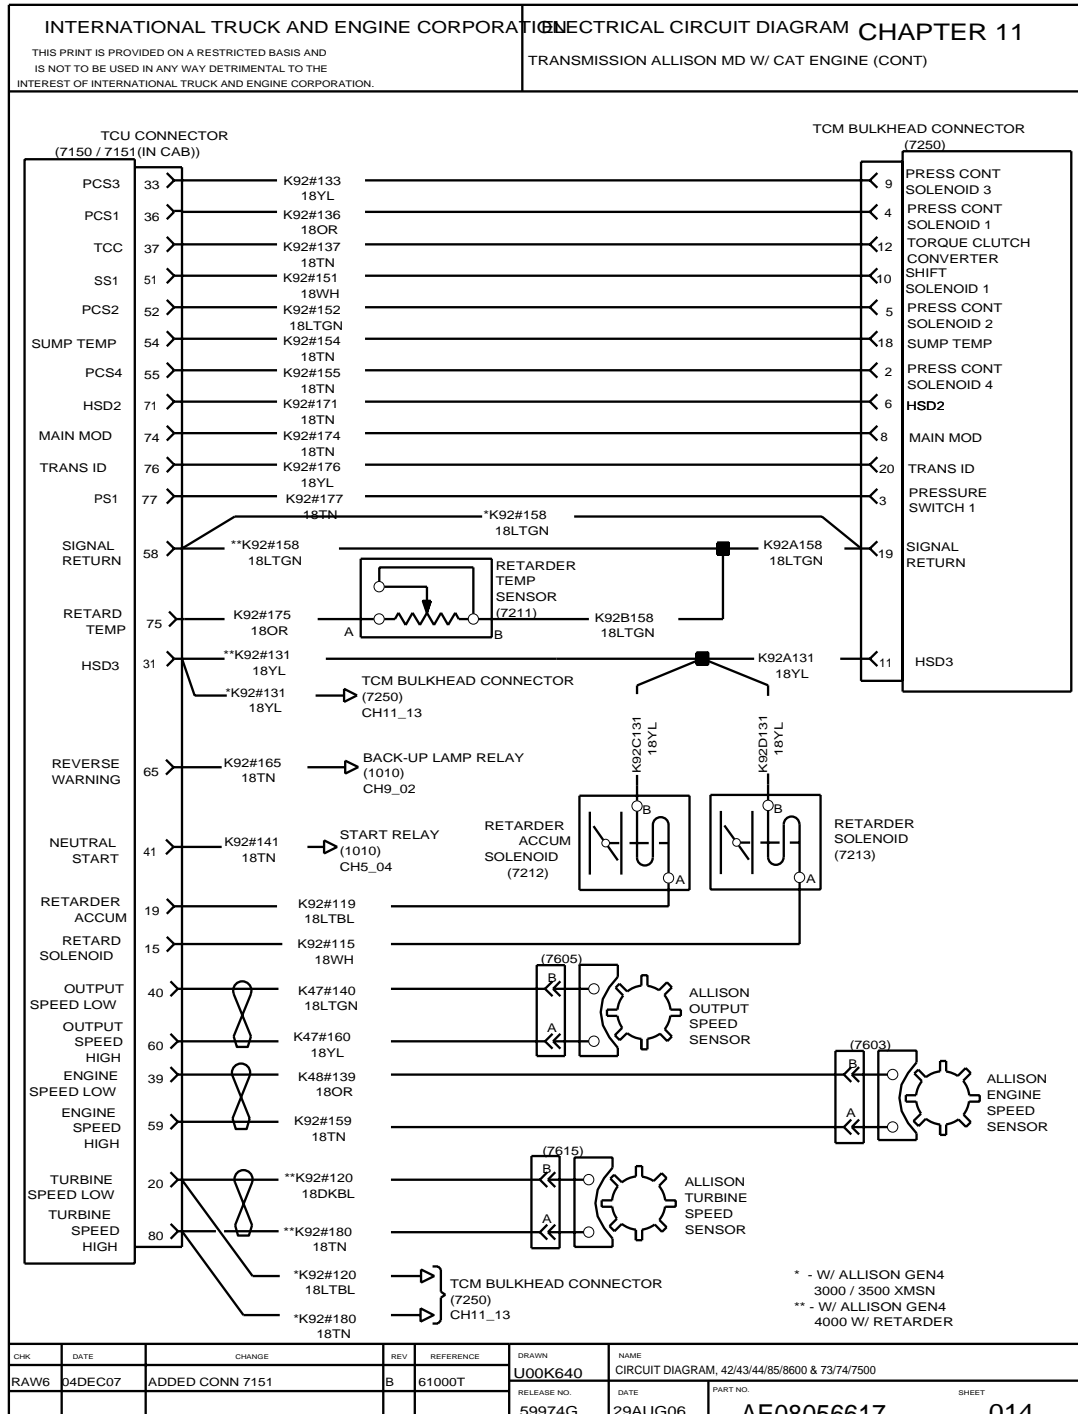 INTERNATIONAL TRUCK AND ENGINE CORPORATION
ELECTRICAL CIRCUIT DIAGRAM CHAPTER 11
THIS PRINT IS PROVIDED ON A RESTRICTED BASIS AND
IS NOT TO BE USED IN ANY WAY DETRIMENTAL TO THE
INTEREST OF INTERNATIONAL TRUCK AND ENGINE CORPORATION.
TRANSMISSION ALLISON MD W/ CAT ENGINE (CONT)
TCU CONNECTOR
(7150 / 7151(IN CAB))
TCM BULKHEAD CONNECTOR
(7250)
PCS3 33 K92#133
18YL
9 PRESS CONT
SOLENOID 3
PCS1 36 K92#136
18OR
4 PRESS CONT
SOLENOID 1
TCC 37 K92#137
18TN
12 TORQUE CLUTCH
CONVERTER
SS1 51 K92#151
18WH
10 SHIFT
SOLENOID 1
PCS2 52 K92#152
18LTGN
5 PRESS CONT
SOLENOID 2
SUMP TEMP 54 K92#154
18TN
18 SUMP TEMP
PCS4 55 K92#155
18TN
2 PRESS CONT
SOLENOID 4
HSD2 71 K92#171
18TN
6 HSD2
MAIN MOD 74 K92#174
18TN
8 MAIN MOD
TRANS ID 76 K92#176
18YL
20 TRANS ID
PS1 77 K92#177
18TN
3 PRESSURE
SWITCH 1
*K92#158
18LTGN
SIGNAL
RETURN
58
**K92#158
18LTGN
K92A158
18LTGN
19
SIGNAL
RETURN
RETARDER
TEMP
SENSOR
(7211)
RETARD
TEMP
75
K92#175
18OR
A
B
K92B158
18LTGN
HSD3 31 **K92#131
18YL
K92A131
18YL
11 HSD3
*K92#131
18YL
TCM BULKHEAD CONNECTOR
(7250)
CH11_13
K92C131
18YL
K92D131
18YL
REVERSE
WARNING
65
K92#165
18TN
BACK-UP LAMP RELAY
(1010)
CH9_02
NEUTRAL
START
41
K92#141
18TN
START RELAY
(1010)
CH5_04
RETARDER
ACCUM
SOLENOID
(7212)
B
A
B
A
RETARDER
SOLENOID
(7213)
RETARDER
ACCUM
19
K92#119
18LTBL
RETARD
SOLENOID
15
K92#115
18WH
OUTPUT
SPEED LOW
40
K47#140
18LTGN
(7605)
B
A
ALLISON
OUTPUT
SPEED
SENSOR
OUTPUT
SPEED
HIGH
60
K47#160
18YL
ENGINE
SPEED LOW
39
K48#139
18OR
(7603)
B
A
ALLISON
ENGINE
SPEED
SENSOR
ENGINE
SPEED
HIGH
59
K92#159
18TN
TURBINE
SPEED LOW
20
**K92#120
18DKBL
(7615)
B
A
ALLISON
TURBINE
SPEED
SENSOR
TURBINE
SPEED
HIGH
80
**K92#180
18TN
*K92#120
18LTBL
*K92#180
18TN
TCM BULKHEAD CONNECTOR
(7250)
CH11_13
* - W/ ALLISON GEN4
3000 / 3500 XMSN
** - W/ ALLISON GEN4
4000 W/ RETARDER
CHK DATE CHANGE REV REFERENCE
RAW6 04DEC07 ADDED CONN 7151 B 61000T
DRAWN
U00K640
NAME
CIRCUIT DIAGRAM, 42/43/44/85/8600 & 73/74/7500
RELEASE NO.
59974G
DATE
29AUG06
PART NO.
AE08056617
SHEET
014